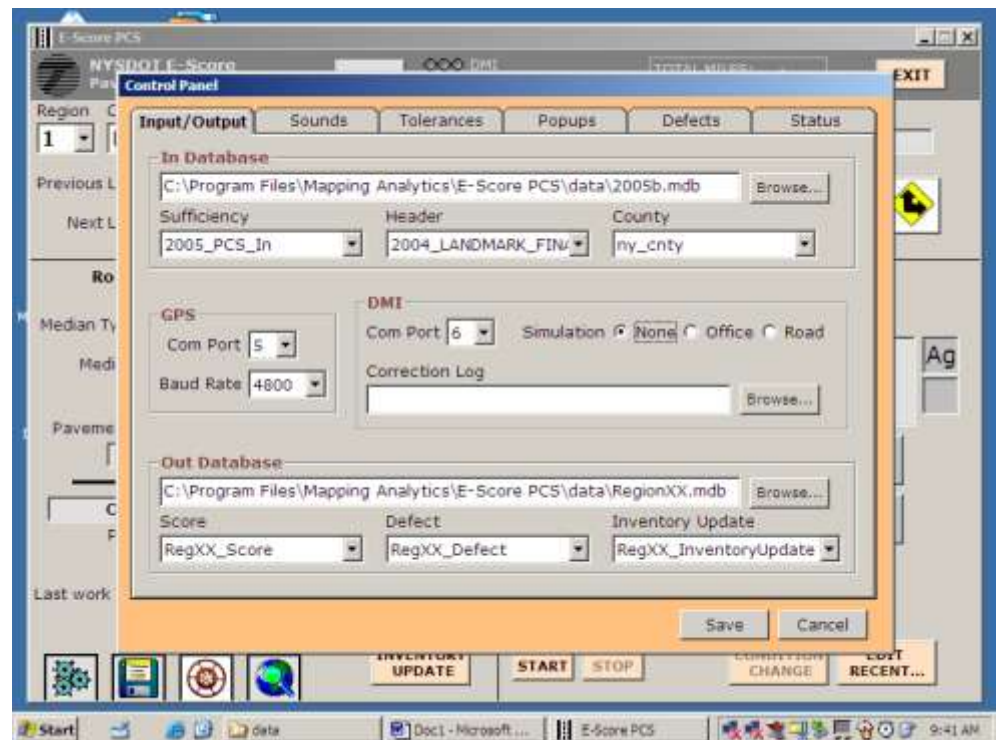 E-Score PCS
NYSDOT E-Score
DMI
TOTAL MILES:
EXIT
Control Panel
Region
1
Input/Output Sounds Tolerances Popups Defects Status
In Database
C:\Program Files\Mapping Analytics\E-Score PCS\data\2005b.mdb Browse...
Previous L
Next L
Sufficiency Header County
2005_PCS_In 2004_LANDMARK_FINA ny_cnty
Ro
GPS
DMI
Median Ty
Com Port 5
Com Port 6 Simulation None Office Road
Medi
Ag
Baud Rate 4800
Correction Log
Browse...
Paveme
Out Database
C:\Program Files\Mapping Analytics\E-Score PCS\data\RegionXX.mdb Browse...
Score Defect Inventory Update
RegXX_Score RegXX_Defect RegXX_InventoryUpdate
Last work
Save Cancel
INVENTORY UPDATE
START STOP
CONDITION CHANGE
EDIT RECENT...
Start data Doc1 - Microsoft ... E-Score PCS 9:41 AM